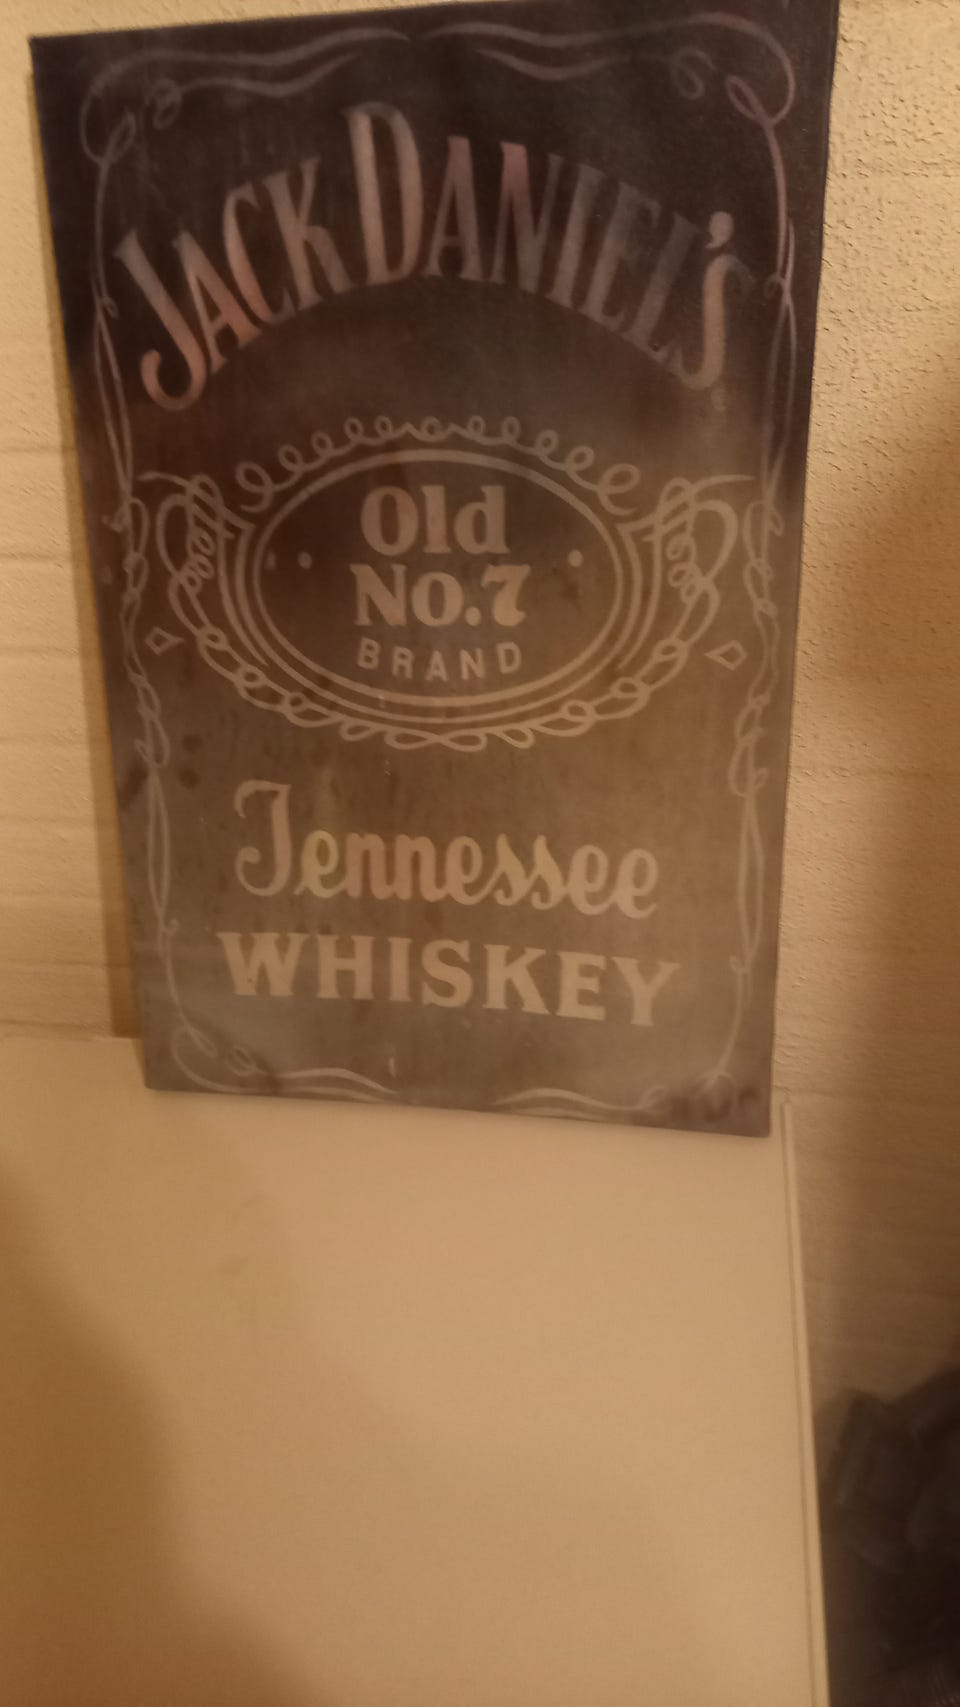 JACK DANIEL'S
Old
No.7
BRAND
Tennessee
WHISKEY